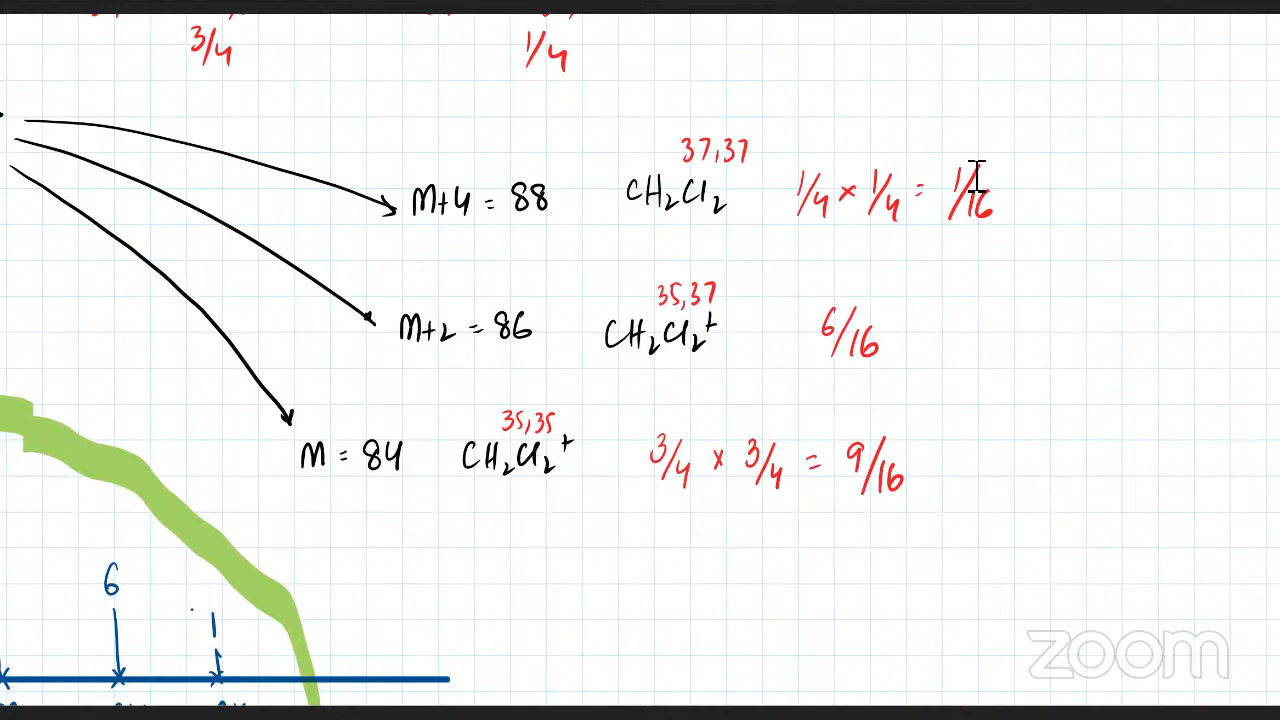 3/4 1/4
37,37
M+4 = 88 CH₂Cl₂ 1/4 × 1/4 = 1/16
35,37
M+2 = 86 CH₂Cl₂⁺ 6/16
35,35
M = 84 CH₂Cl₂⁺ 3/4 × 3/4 = 9/16
6
zoom